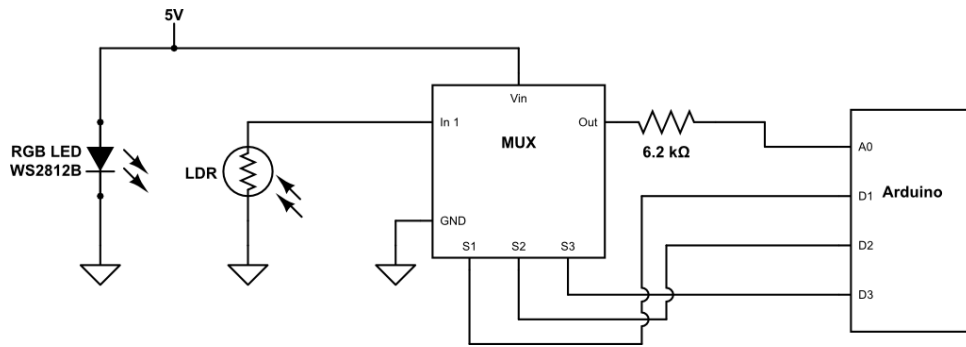 5V
Vin
In 1
Out
MUX
6.2 kΩ
A0
RGB LED
WS2812B
LDR
D1
Arduino
GND
S1
S2
S3
D2
D3